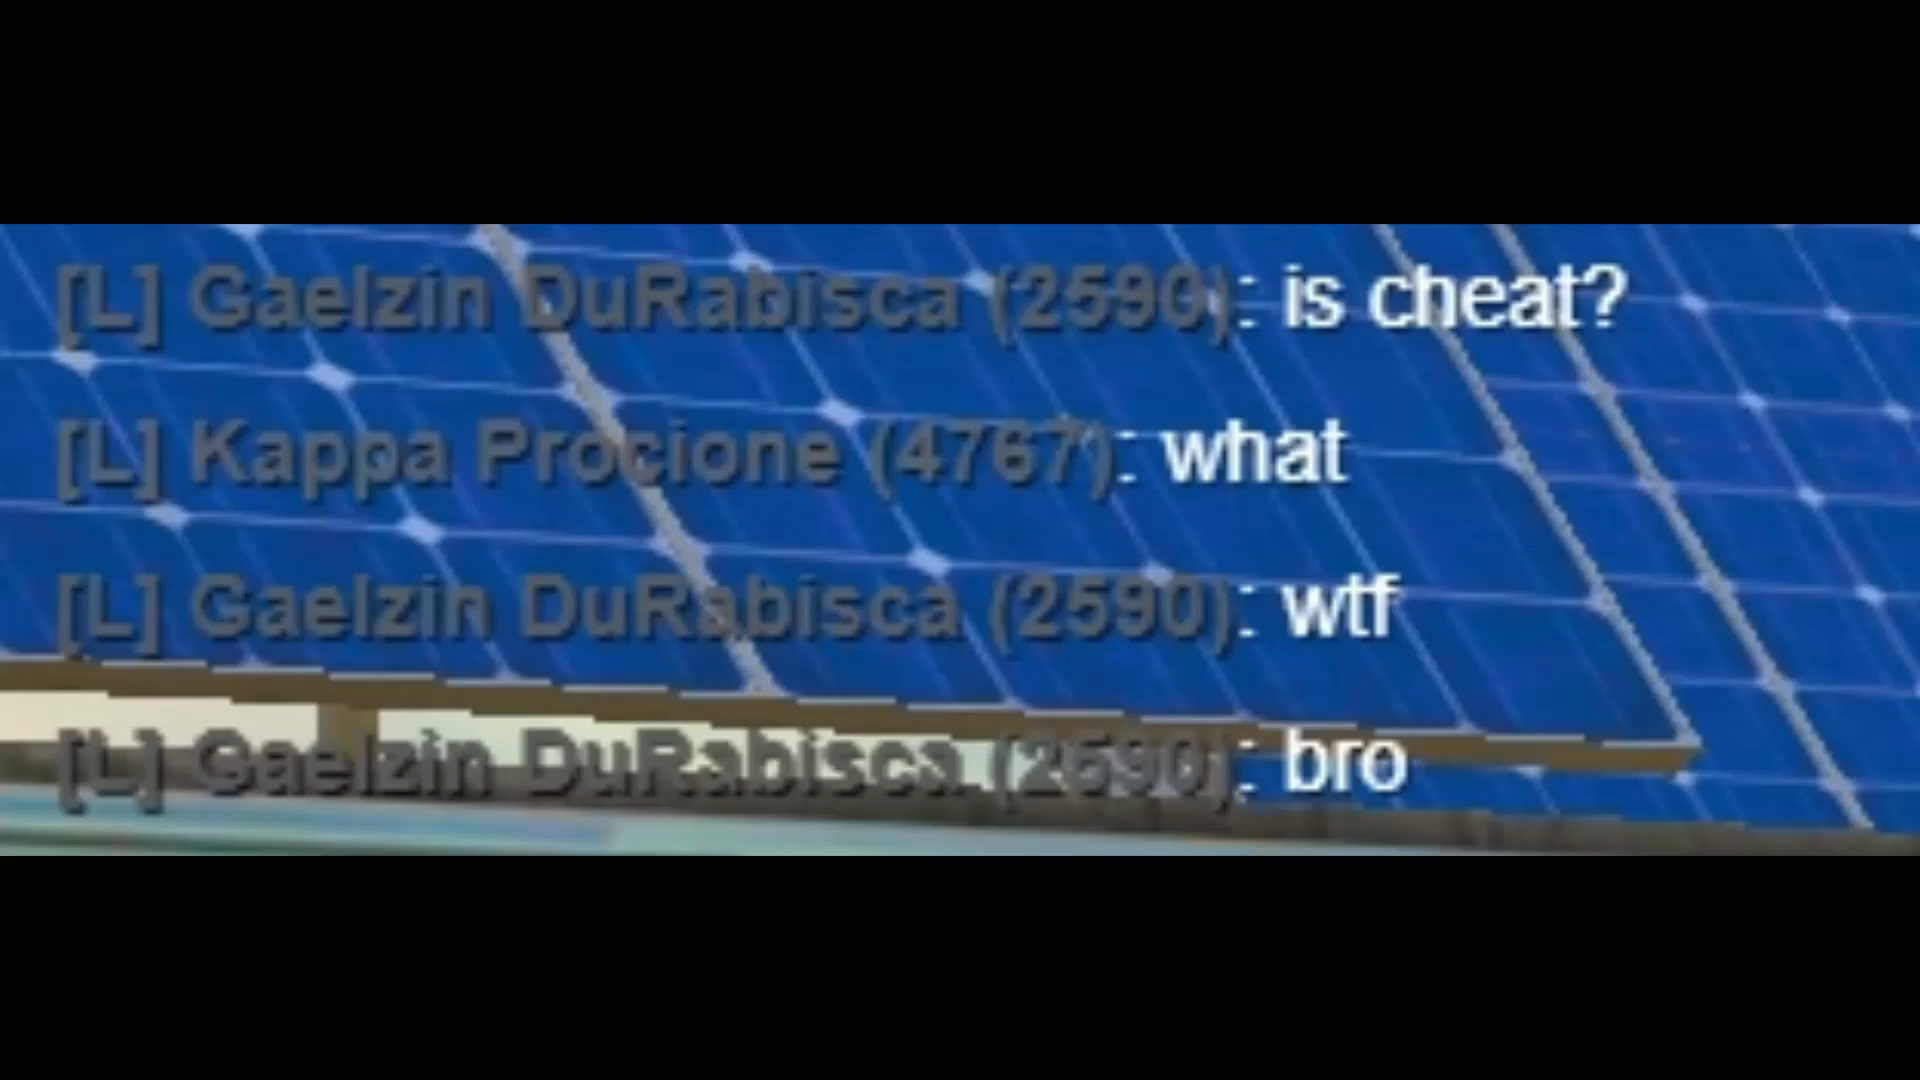 [L] Gaelzin DuRabisca (2590): is cheat?
[L] Kappa Procione (4767): what
[L] Gaelzin DuRabisca (2590): wtf
[L] Gaelzin DuRabisca (2590): bro